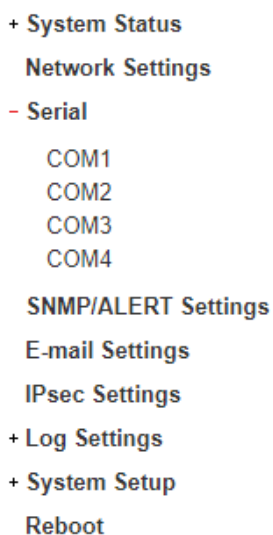 + System Status
Network Settings
− Serial
COM1
COM2
COM3
COM4
SNMP/ALERT Settings
E-mail Settings
IPsec Settings
+ Log Settings
+ System Setup
Reboot